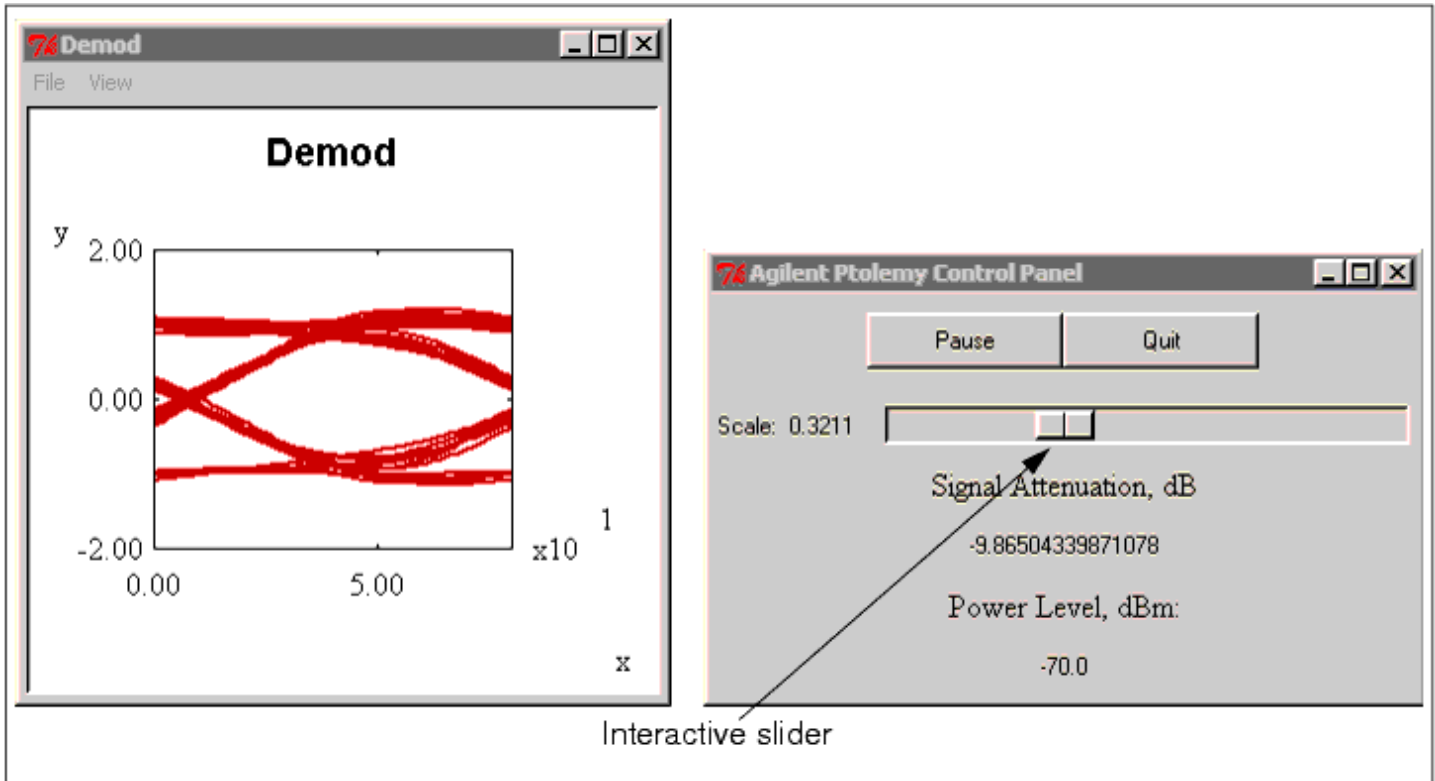 Demod
File View
Demod
y
2.00
0.00
-2.00
0.00 5.00
x10
1
x
Agilent Ptolemy Control Panel
Pause Quit
Scale: 0.3211
Signal Attenuation, dB
-9.86504339871078
Power Level, dBm:
-70.0
Interactive slider